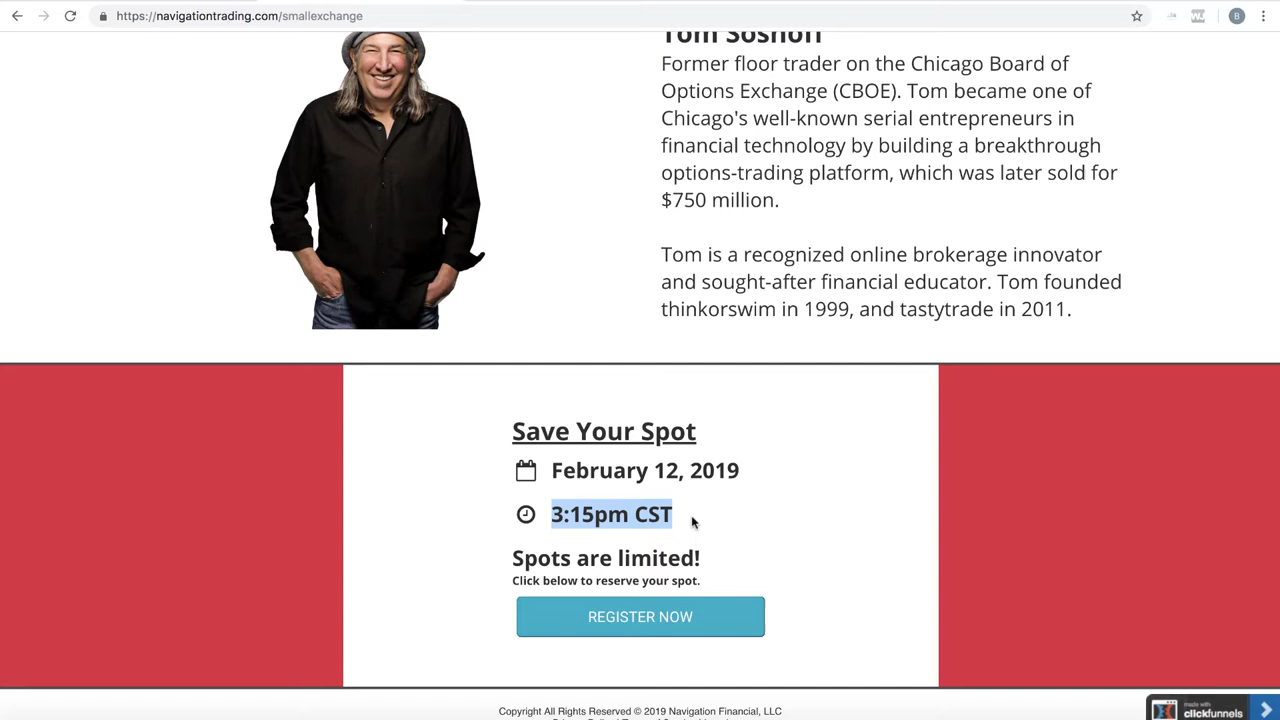 https://navigationtrading.com/smallexchange
B
Tom Sosnoff
Former floor trader on the Chicago Board of
Options Exchange (CBOE). Tom became one of
Chicago's well-known serial entrepreneurs in
financial technology by building a breakthrough
options-trading platform, which was later sold for
$750 million.
Tom is a recognized online brokerage innovator
and sought-after financial educator. Tom founded
thinkorswim in 1999, and tastytrade in 2011.
Save Your Spot
February 12, 2019
3:15pm CST
Spots are limited!
Click below to reserve your spot.
REGISTER NOW
Copyright All Rights Reserved © 2019 Navigation Financial, LLC
made with
clickfunnels